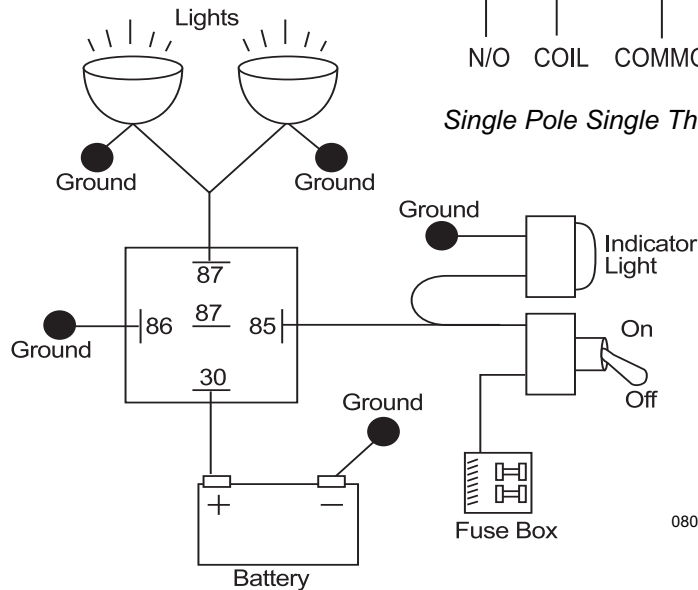 Lights
N/O COIL
Single Pole Single
Ground
Ground
Ground
Indicator
Light
87
86
87
85
Ground
30
On
Off
Ground
+
−
Fuse Box
080
Battery